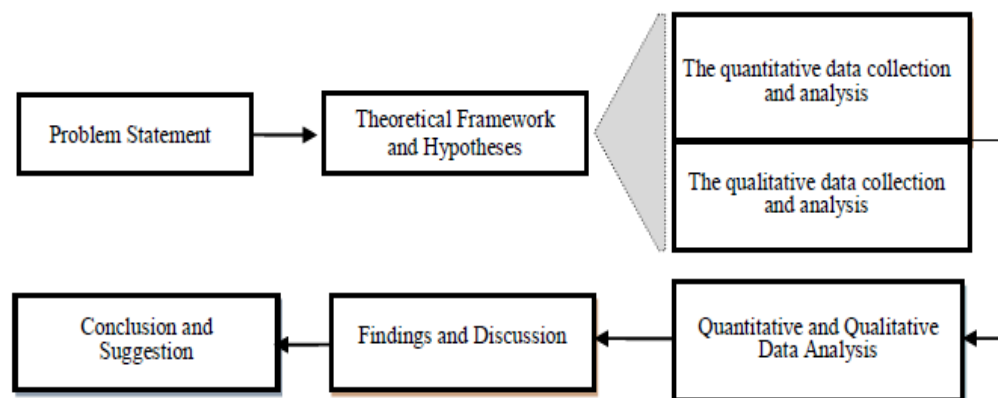 Problem Statement
Theoretical Framework
and Hypotheses
The quantitative data collection
and analysis
The qualitative data collection
and analysis
Quantitative and Qualitative
Data Analysis
Findings and Discussion
Conclusion and
Suggestion